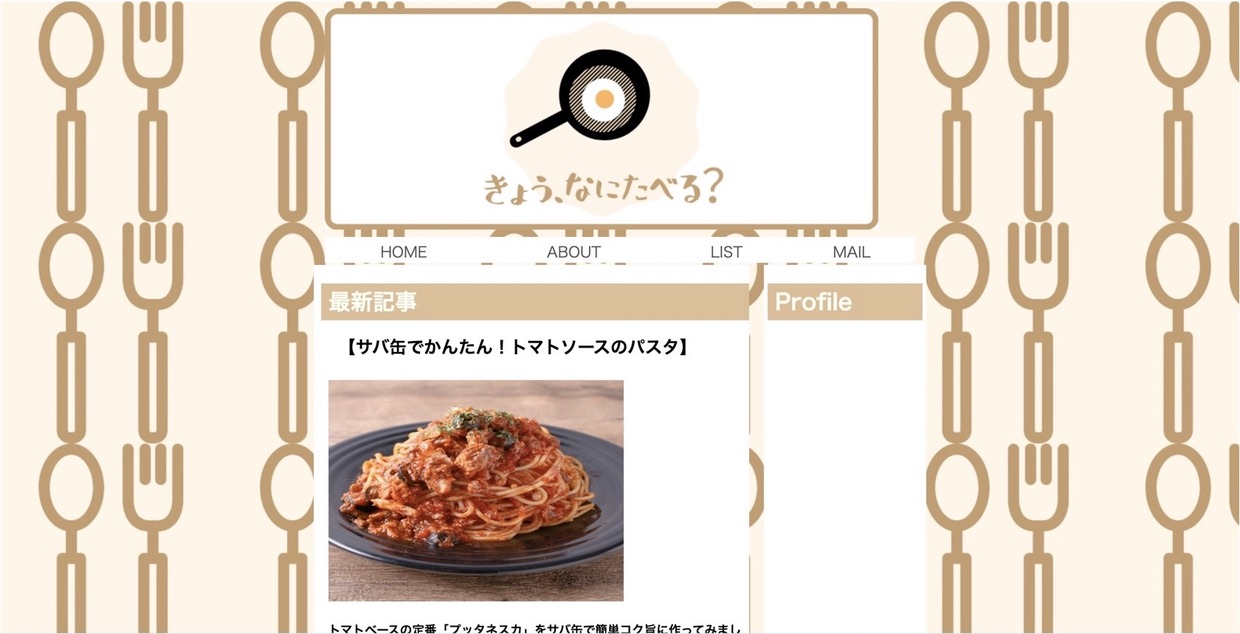 きょう、なにたべる?
HOME ABOUT LIST MAIL
最新記事
Profile
【サバ缶でかんたん!トマトソースのパスタ】
トマトベースの定番「プッタネスカ」をサバ缶で簡単コク旨に作ってみまし